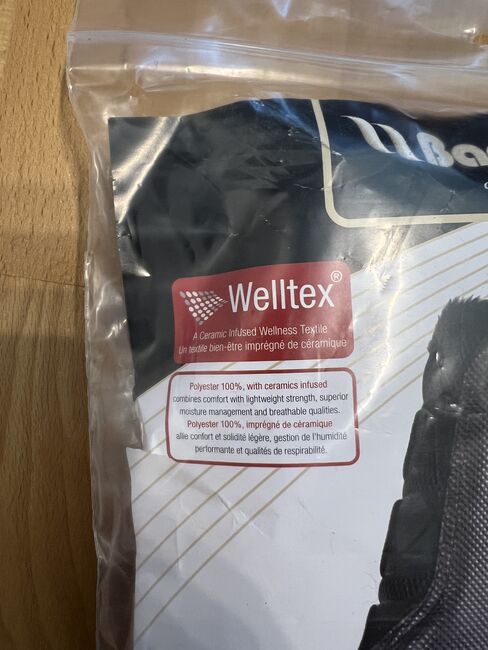 Welltex®
A Ceramic Infused Wellness Textile
Un textile bien-être imprégné de céramique
Polyester 100%, with ceramics infused
combines comfort with lightweight strength, superior
moisture management and breathable qualities.
Polyester 100%, imprégné de céramique
allie confort et solidité légère, gestion de l'humidité
performante et qualités de respirabilité.